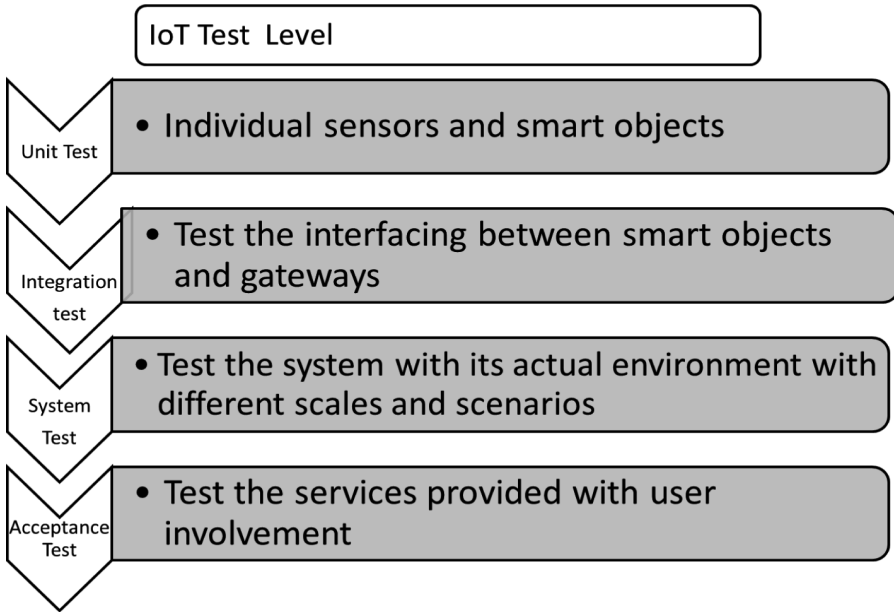 IoT Test Level
Unit Test
• Individual sensors and smart objects
Integration
test
• Test the interfacing between smart objects
and gateways
System
Test
• Test the system with its actual environment with
different scales and scenarios
Acceptance
Test
• Test the services provided with user
involvement